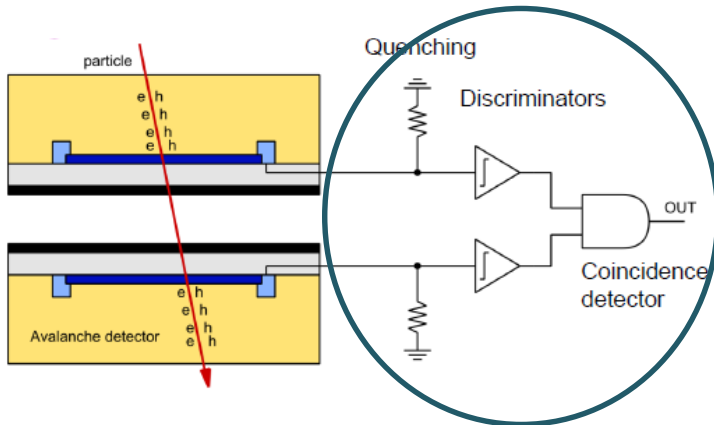 Quenching
particle
e h
e h
e h
e h
Discriminators
OUT
Coincidence
detector
e h
e h
e h
e h
Avalanche detector